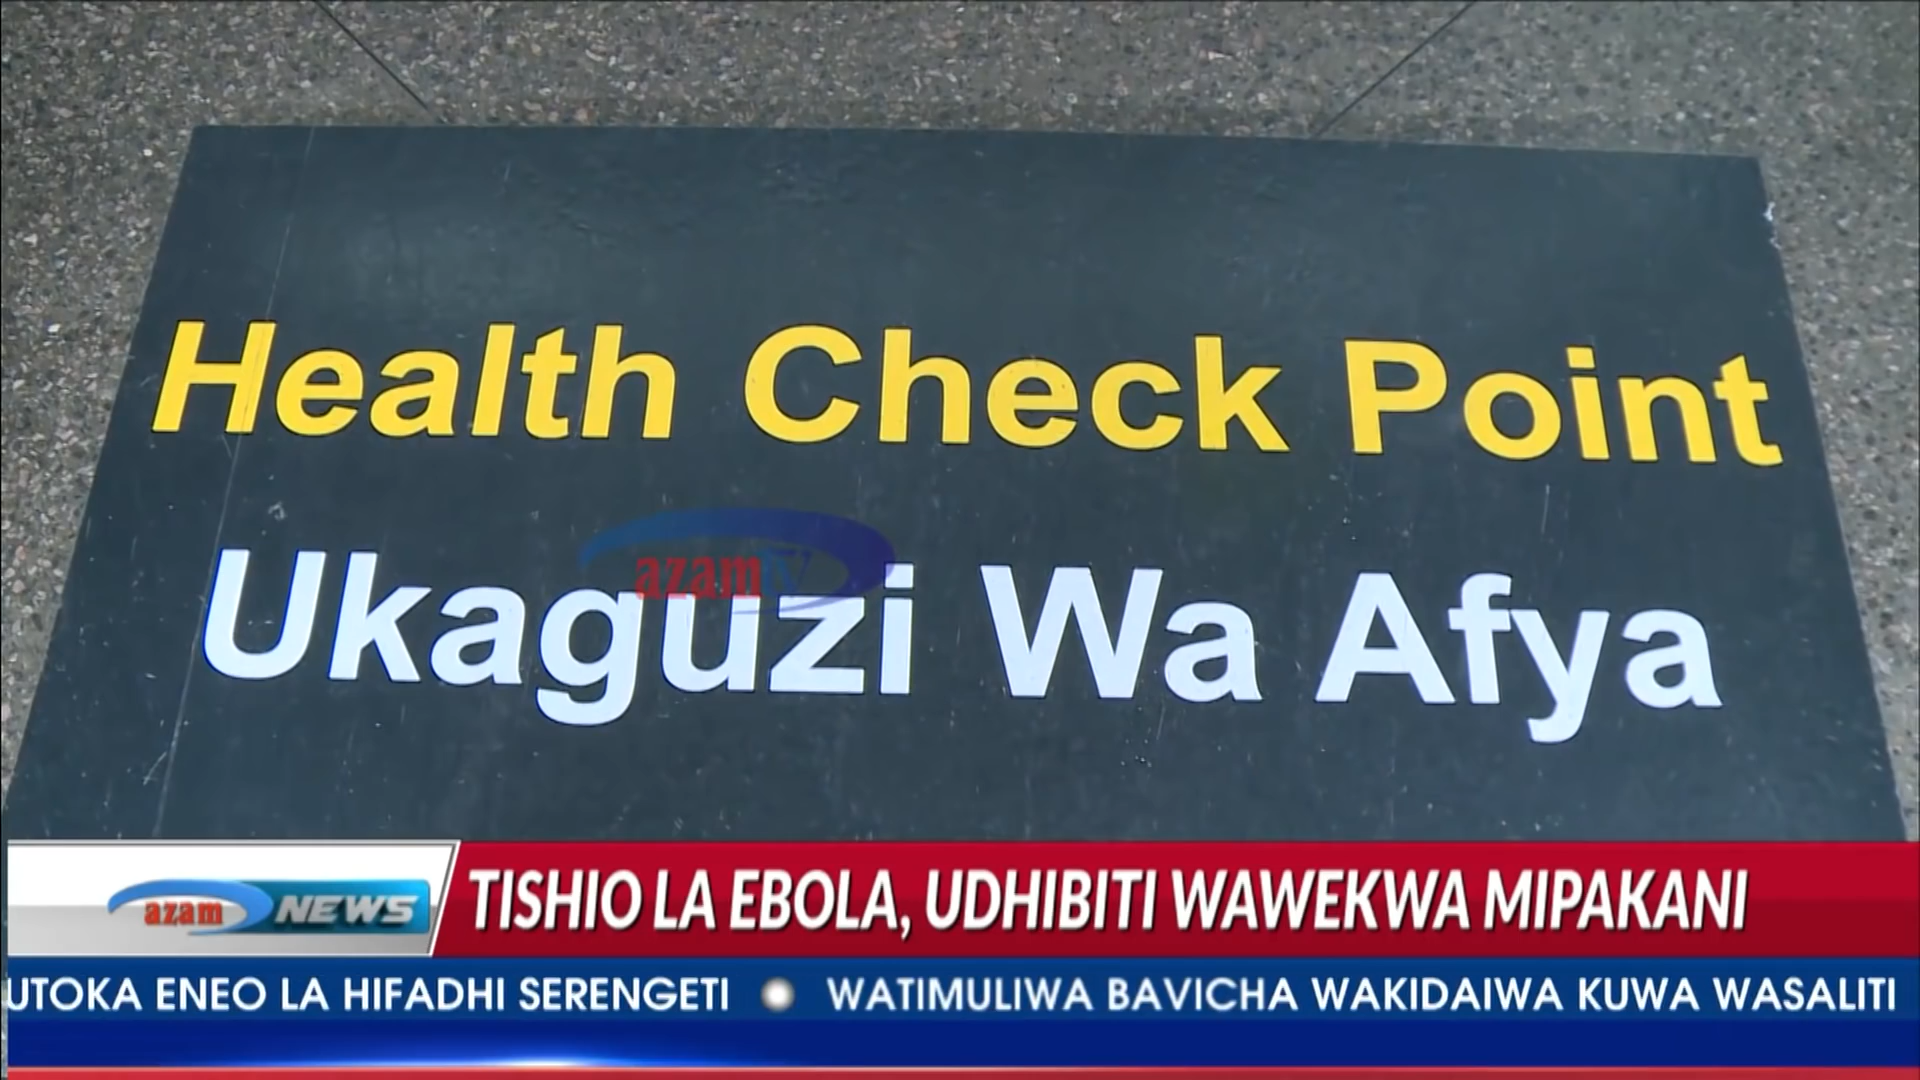 Health Check Point
azam tv
Ukaguzi Wa Afya
azam NEWS
TISHIO LA EBOLA, UDHIBITI WAWEKWA MIPAKANI
UTOKA ENEO LA HIFADHI SERENGETI WATIMULIWA BAVICHA WAKIDAIWA KUWA WASALITI